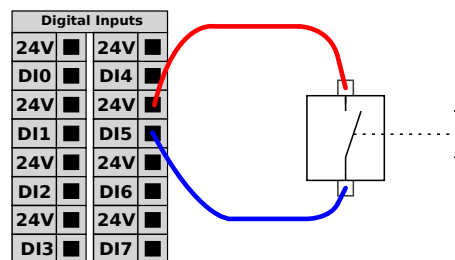 Digital Inputs
24V 24V
DI0 DI4
24V 24V
DI1 DI5
24V 24V
DI2 DI6
24V 24V
DI3 DI7